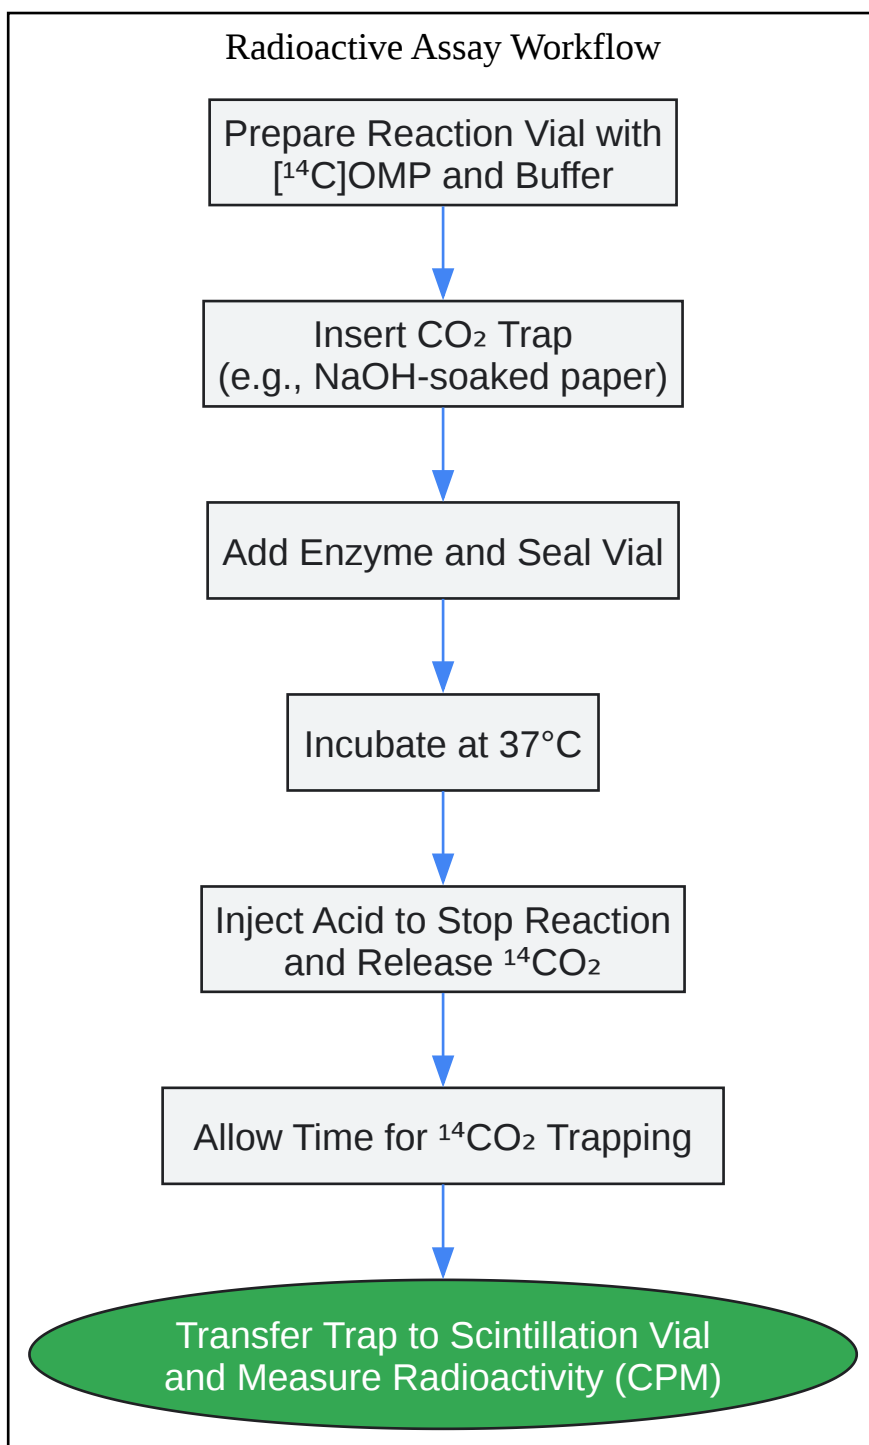 Radioactive Assay Workflow
Prepare Reaction Vial with
[¹⁴C]OMP and Buffer
Insert CO₂ Trap
(e.g., NaOH-soaked paper)
Add Enzyme and Seal Vial
Incubate at 37°C
Inject Acid to Stop Reaction
and Release ¹⁴CO₂
Allow Time for ¹⁴CO₂ Trapping
Transfer Trap to Scintillation Vial
and Measure Radioactivity (CPM)